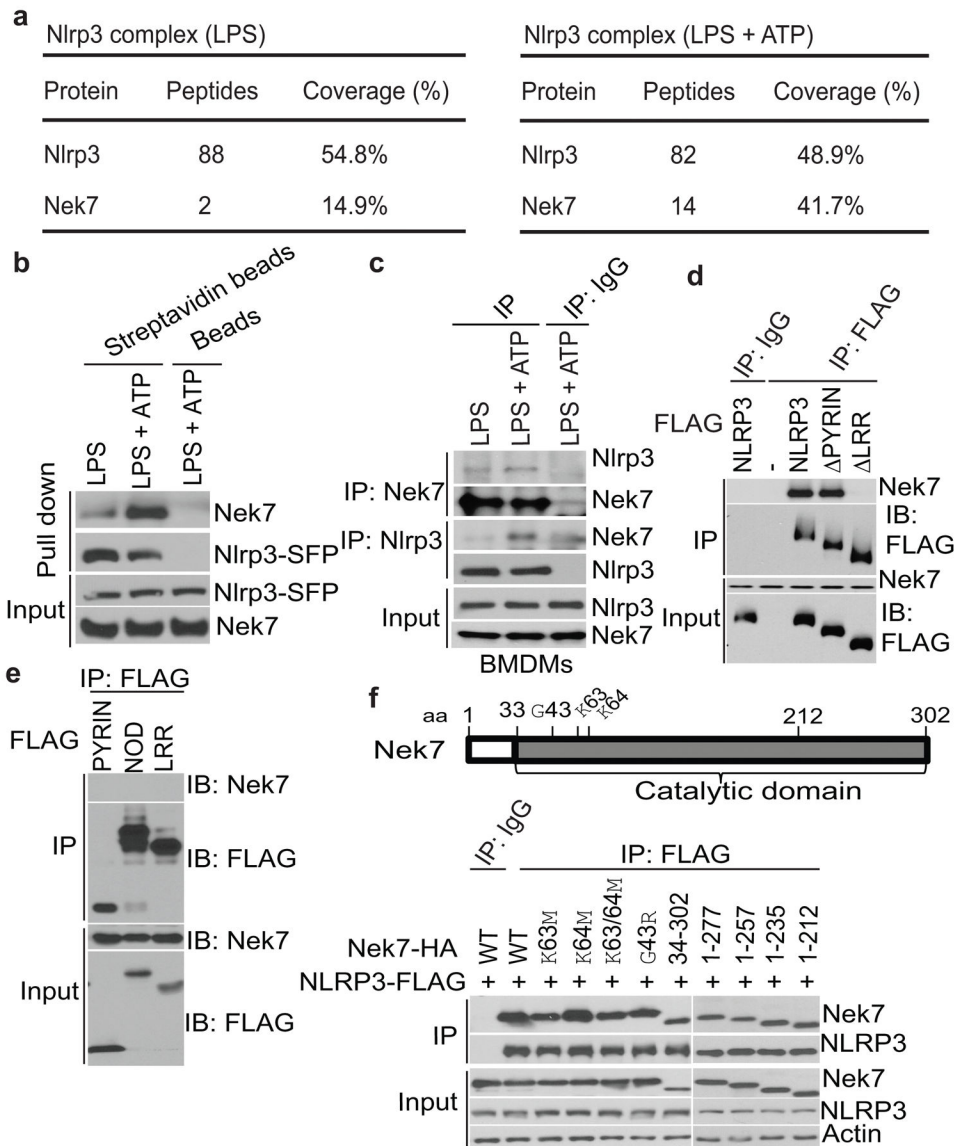 a
Nlrp3 complex (LPS)
Protein Peptides Coverage (%)
Nlrp3 88 54.8%
Nek7 2 14.9%
Nlrp3 complex (LPS + ATP)
Protein Peptides Coverage (%)
Nlrp3 82 48.9%
Nek7 14 41.7%
b
Streptavidin beads
Beads
LPS
LPS + ATP
LPS + ATP
Pull down
Nek7
Nlrp3-SFP
Input
Nlrp3-SFP
Nek7
c
IP
IP: IgG
LPS
LPS + ATP
LPS + ATP
IP: Nek7
Nlrp3
Nek7
IP: Nlrp3
Nek7
Nlrp3
Input
Nlrp3
Nek7
BMDMs
d
IP: IgG
IP: FLAG
FLAG
NLRP3
-
NLRP3
ΔPYRIN
ΔLRR
IP
Nek7
IB:
FLAG
Input
Nek7
IB:
FLAG
e
IP: FLAG
FLAG
PYRIN
NOD
LRR
IP
IB: Nek7
IB: FLAG
Input
IB: Nek7
IB: FLAG
f
aa 1 33 G43 K63 K64 212 302
Nek7
Catalytic domain
IP: IgG
IP: FLAG
Nek7-HA WT WT K63M K64M K63/64M G43R 34-302 1-277 1-257 1-235 1-212
NLRP3-FLAG + + + + + + + + + + +
IP
Nek7
NLRP3
Input
Nek7
NLRP3
Actin